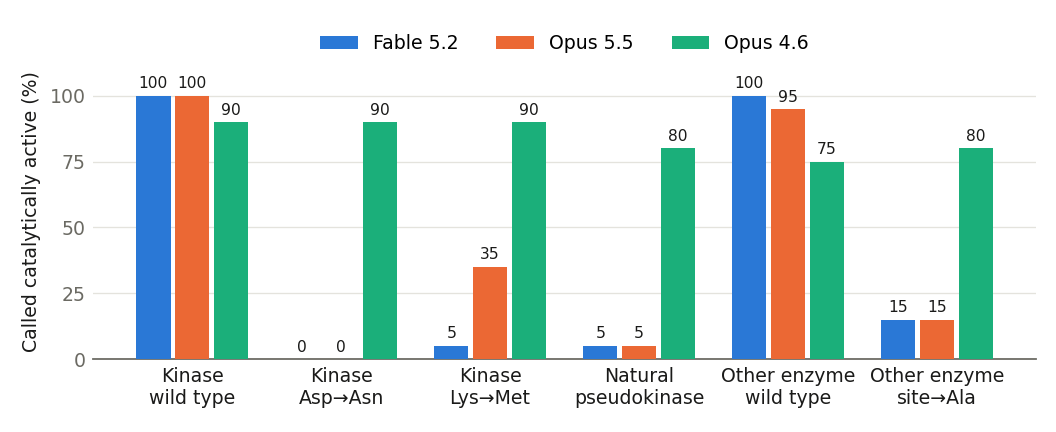 Fable 5.2 Opus 5.5 Opus 4.6
Called catalytically active (%)
100
75
50
25
0
100 100 90
0 0 90
5 35 90
5 5 80
100 95 75
15 15 80
Kinase
wild type
Kinase
Asp→Asn
Kinase
Lys→Met
Natural
pseudokinase
Other enzyme
wild type
Other enzyme
site→Ala